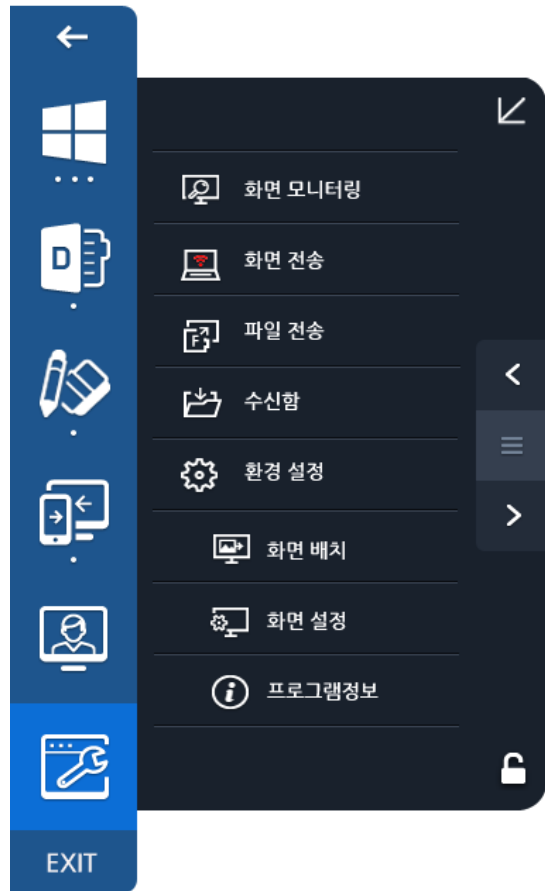 화면 모니터링
D
화면 전송
파일 전송
F
수신함
환경 설정
화면 배치
화면 설정
i
프로그램정보
EXIT